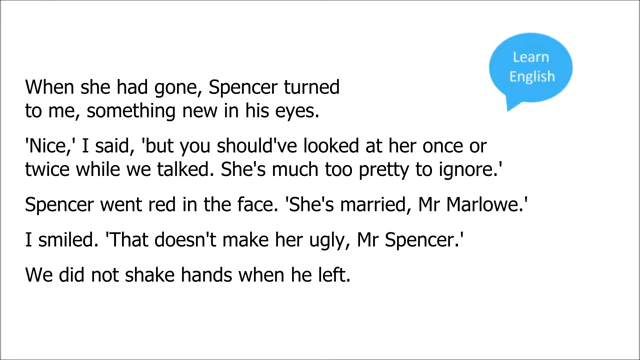 Learn
English
When she had gone, Spencer turned
to me, something new in his eyes.
'Nice,' I said, 'but you should've looked at her once or
twice while we talked. She's much too pretty to ignore.'
Spencer went red in the face. 'She's married, Mr Marlowe.'
I smiled. 'That doesn't make her ugly, Mr Spencer.'
We did not shake hands when he left.